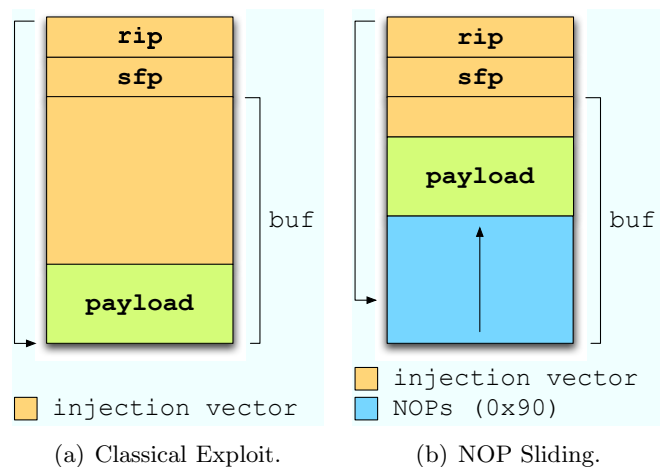 rip
sfp
buf
payload
injection vector
(a) Classical Exploit.
rip
sfp
payload
buf
injection vector
NOPs (0x90)
(b) NOP Sliding.